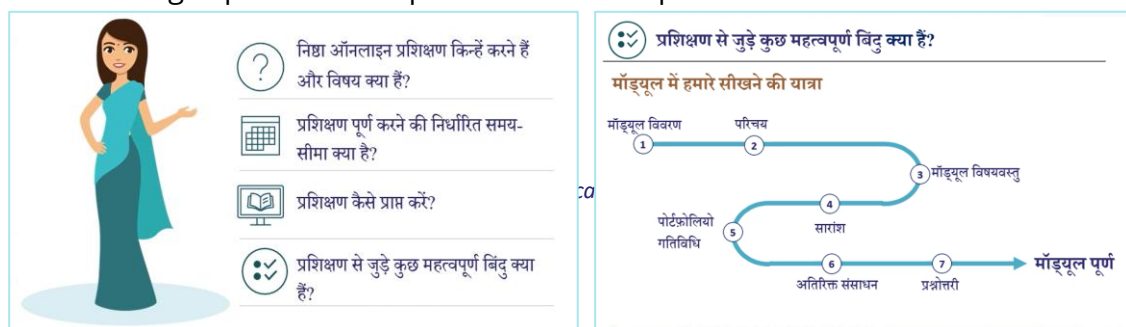 निष्ठा ऑनलाइन प्रशिक्षण किन्हें करने हैं
और विषय क्या हैं?
प्रशिक्षण पूर्ण करने की निर्धारित समय-
सीमा क्या है?
प्रशिक्षण कैसे प्राप्त करें?
प्रशिक्षण से जुड़े कुछ महत्वपूर्ण बिंदु क्या
हैं?
ca
प्रशिक्षण से जुड़े कुछ महत्वपूर्ण बिंदु क्या हैं?
मॉड्यूल में हमारे सीखने की यात्रा
मॉड्यूल विवरण
1
परिचय
2
3 मॉड्यूल विषयवस्तु
4
सारांश
पोर्टफ़ोलियो
गतिविधि
5
6
अतिरिक्त संसाधन
7
प्रश्नोत्तरी
मॉड्यूल पूर्ण